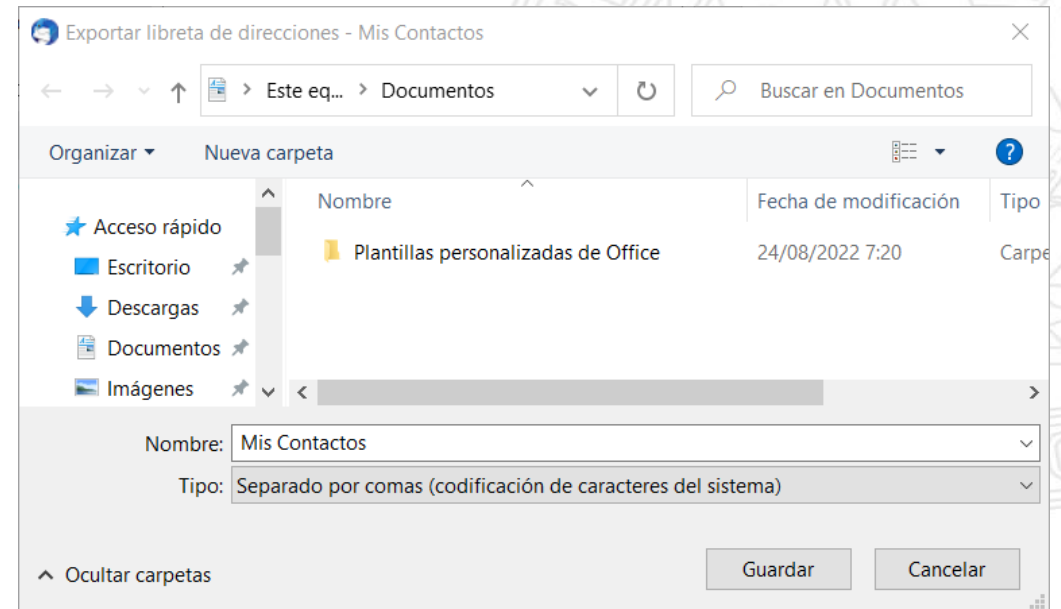 Exportar libreta de direcciones - Mis Contactos
Este eq... > Documentos
Buscar en Documentos
Organizar
Nueva carpeta
Nombre
Fecha de modificación
Tipo
Acceso rápido
Escritorio
Descargas
Documentos
Imágenes
Plantillas personalizadas de Office
24/08/2022 7:20
Carpe
Nombre: Mis Contactos
Tipo: Separado por comas (codificación de caracteres del sistema)
Ocultar carpetas
Guardar
Cancelar